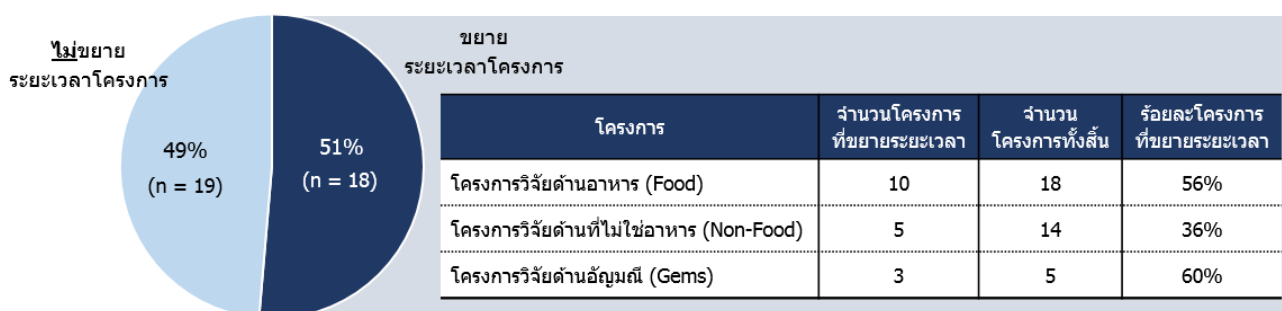 ไม่ขยาย
ระยะเวลาโครงการ
ขยาย
ระยะเวลาโครงการ
49%
(n = 19)
51%
(n = 18)
โครงการ
จำนวนโครงการ
ที่ขยายระยะเวลา
จำนวน
โครงการทั้งสิ้น
ร้อยละโครงการ
ที่ขยายระยะเวลา
โครงการวิจัยด้านอาหาร (Food) 10 18 56%
โครงการวิจัยด้านที่ไม่ใช่อาหาร (Non-Food) 5 14 36%
โครงการวิจัยด้านอัญมณี (Gems) 3 5 60%